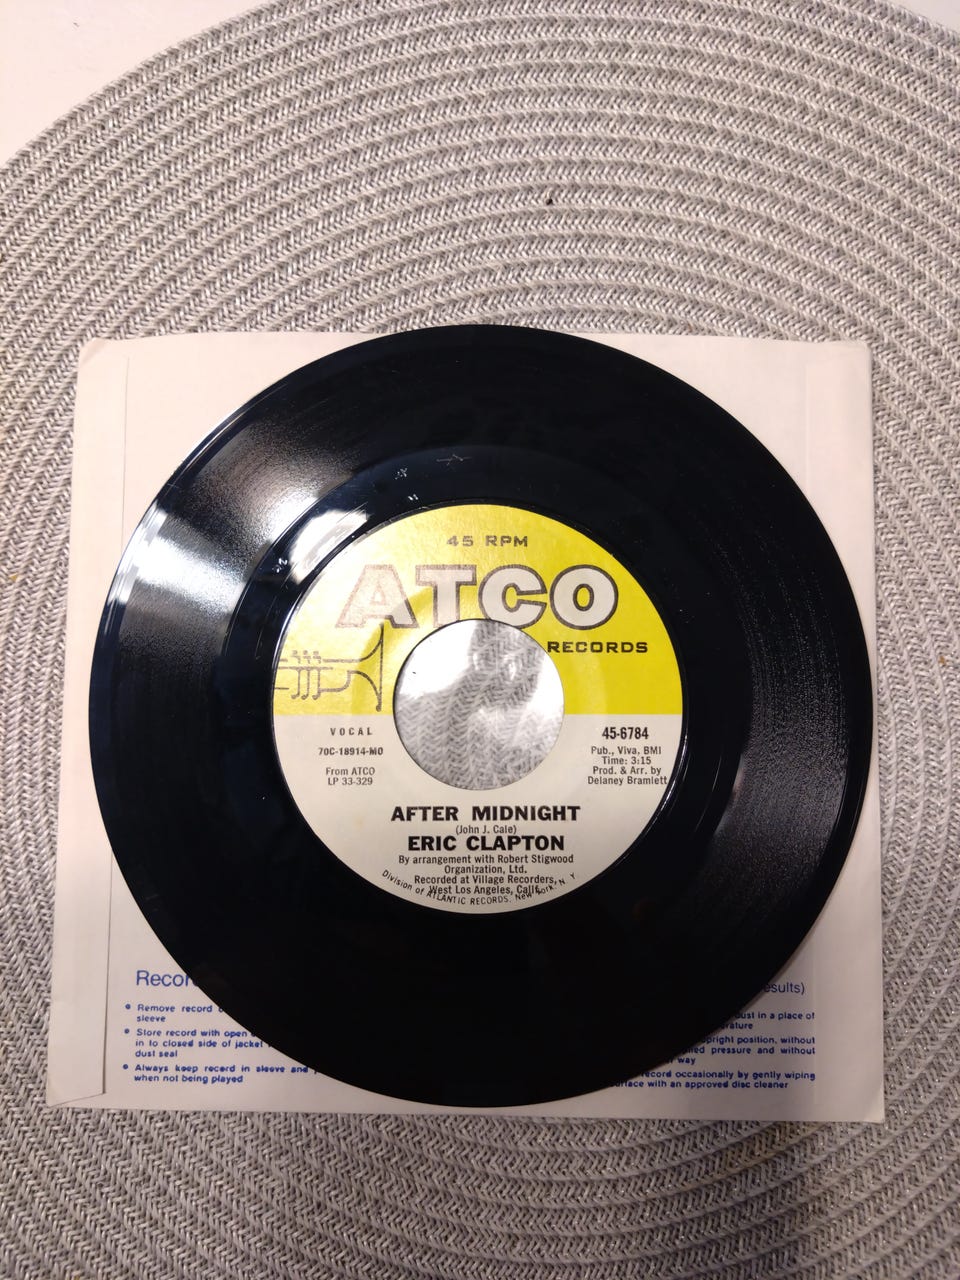 45 RPM
ATCO
RECORDS
VOCAL
70C-18914-MO
From ATCO
LP 33-329
45-6784
Pub., Viva, BMI
Time: 3:15
Prod. & Arr. by
Delaney Bramlett
AFTER MIDNIGHT
(John J. Cale)
ERIC CLAPTON
By arrangement with Robert Stigwood
Organization, Ltd.
Recorded at Village Recorders,
West Los Angeles, Calif.
Division of ATLANTIC RECORDS. New York, N. Y.
• Remove record
sleeve
• Store record with open
in to closed side of jacket
dust seal
• Always keep record in sleeve and
when not being played
dust in a place of
upright position, without
pressure and without
way
record occasionally by gently wiping
surface with an approved disc cleaner